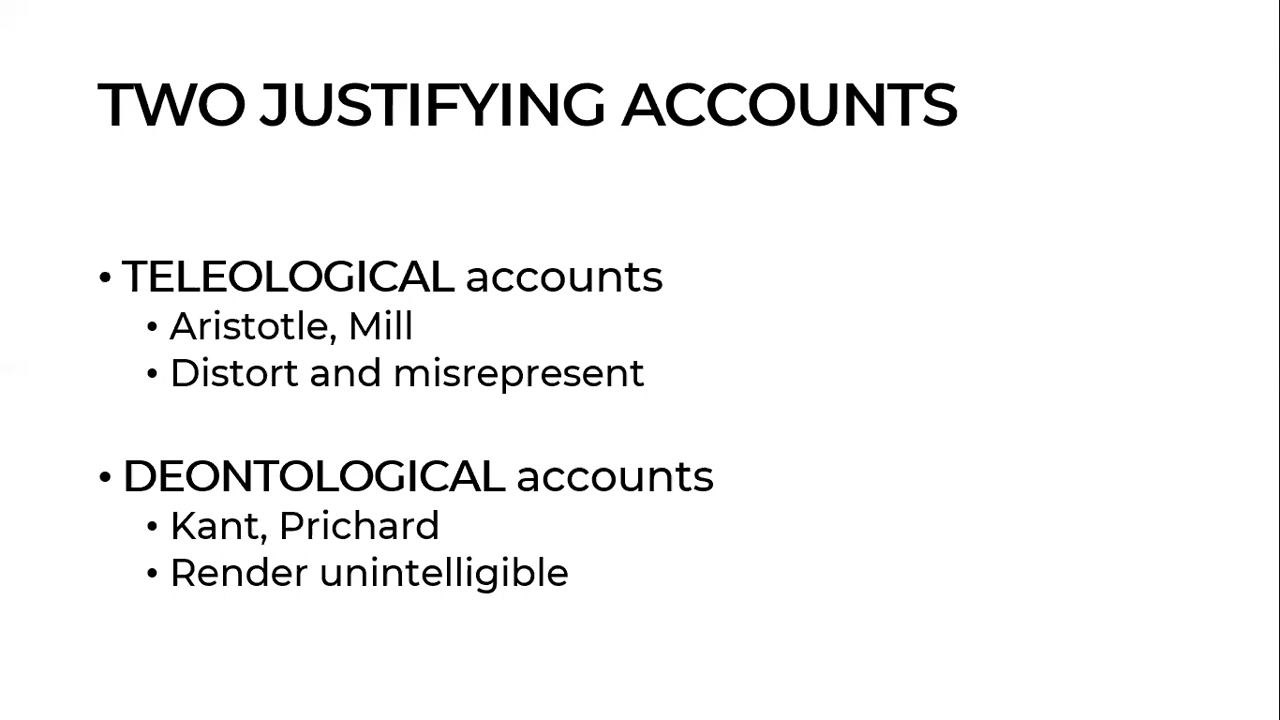 TWO JUSTIFYING ACCOUNTS
• TELEOLOGICAL accounts
• Aristotle, Mill
• Distort and misrepresent
• DEONTOLOGICAL accounts
• Kant, Prichard
• Render unintelligible